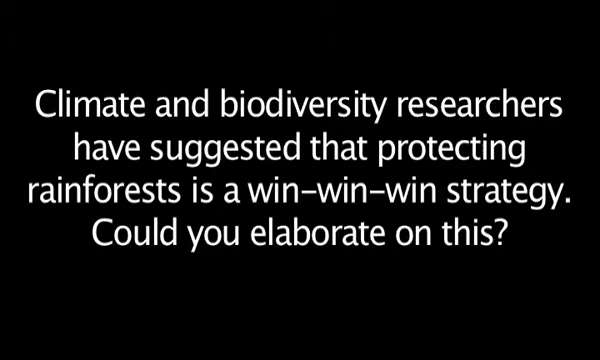 Climate and biodiversity researchers
have suggested that protecting
rainforests is a win-win-win strategy.
Could you elaborate on this?